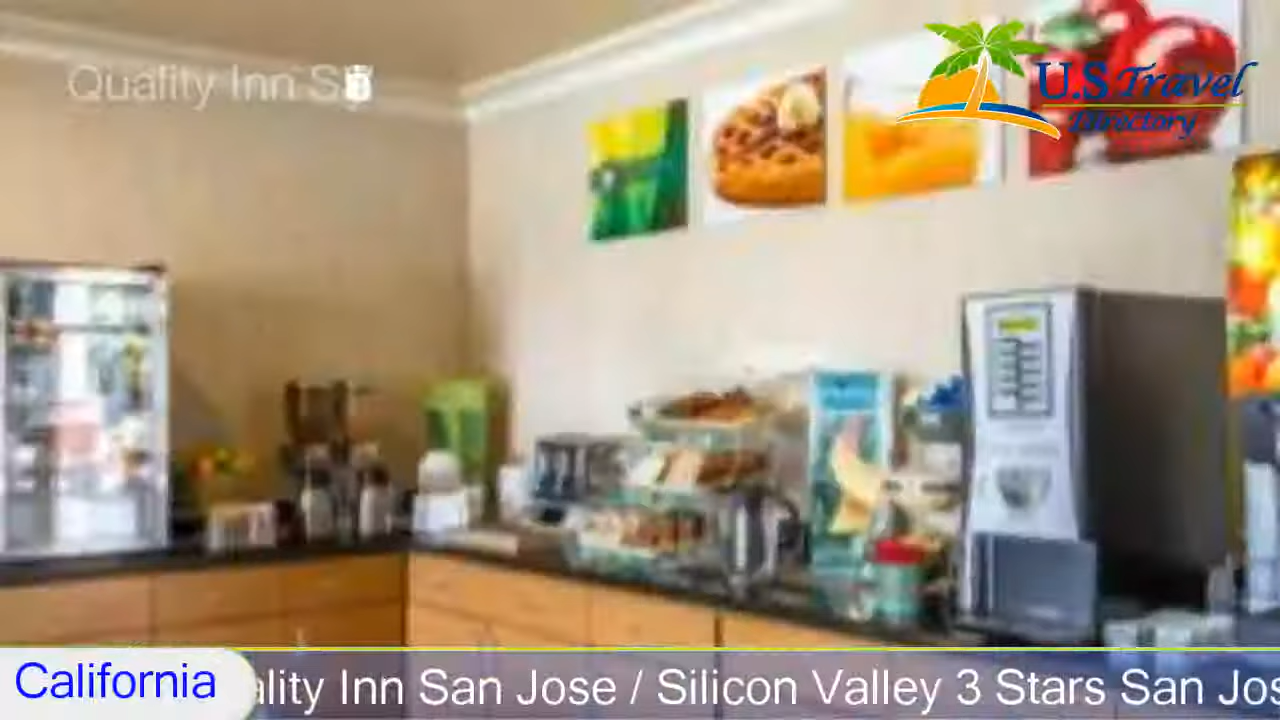 Quality Inn S
U.S Travel
Directory
California
ality Inn San Jose / Silicon Valley 3 Stars San Jos